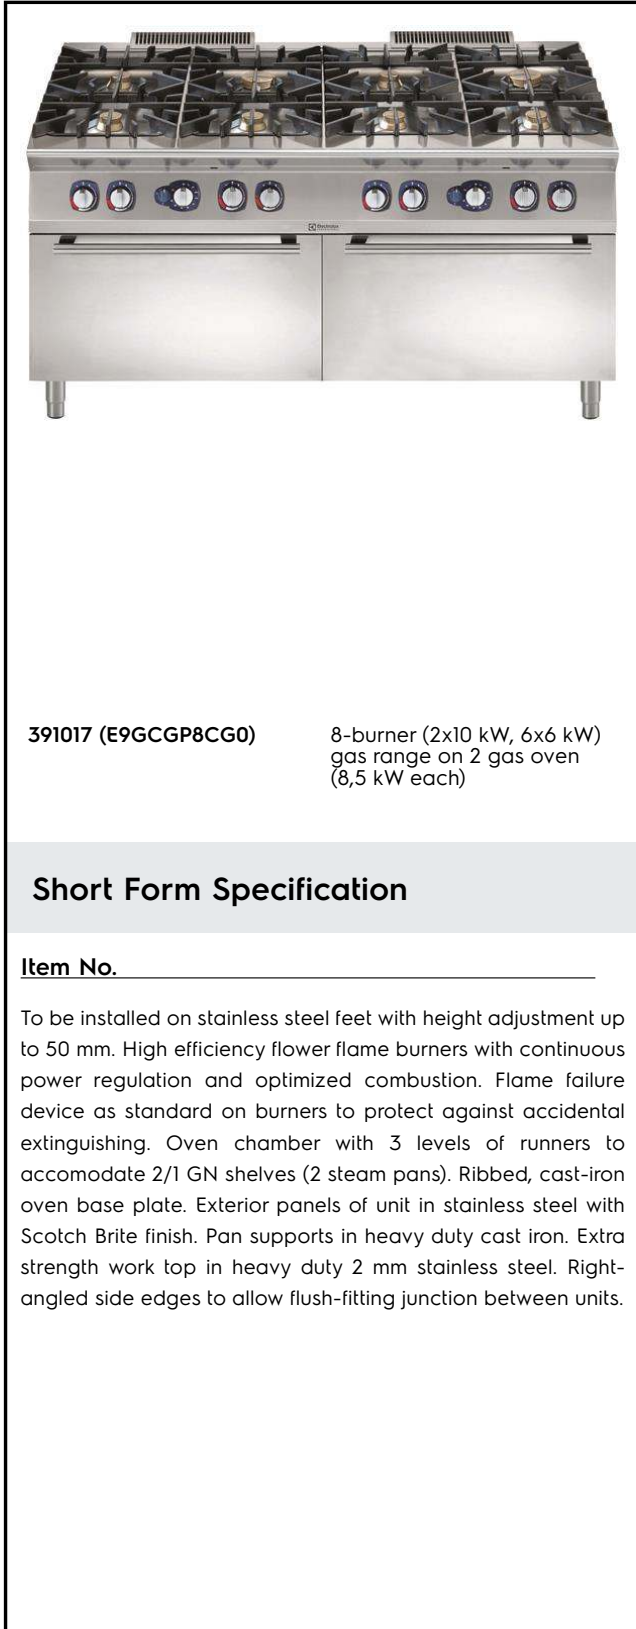 Electrolux
391017 (E9GCGP8CG0)
8-burner (2x10 kW, 6x6 kW)
gas range on 2 gas oven
(8,5 kW each)
Short Form Specification
Item No.
To be installed on stainless steel feet with height adjustment up
to 50 mm. High efficiency flower flame burners with continuous
power regulation and optimized combustion. Flame failure
device as standard on burners to protect against accidental
extinguishing. Oven chamber with 3 levels of runners to
accomodate 2/1 GN shelves (2 steam pans). Ribbed, cast-iron
oven base plate. Exterior panels of unit in stainless steel with
Scotch Brite finish. Pan supports in heavy duty cast iron. Extra
strength work top in heavy duty 2 mm stainless steel. Right-
angled side edges to allow flush-fitting junction between units.